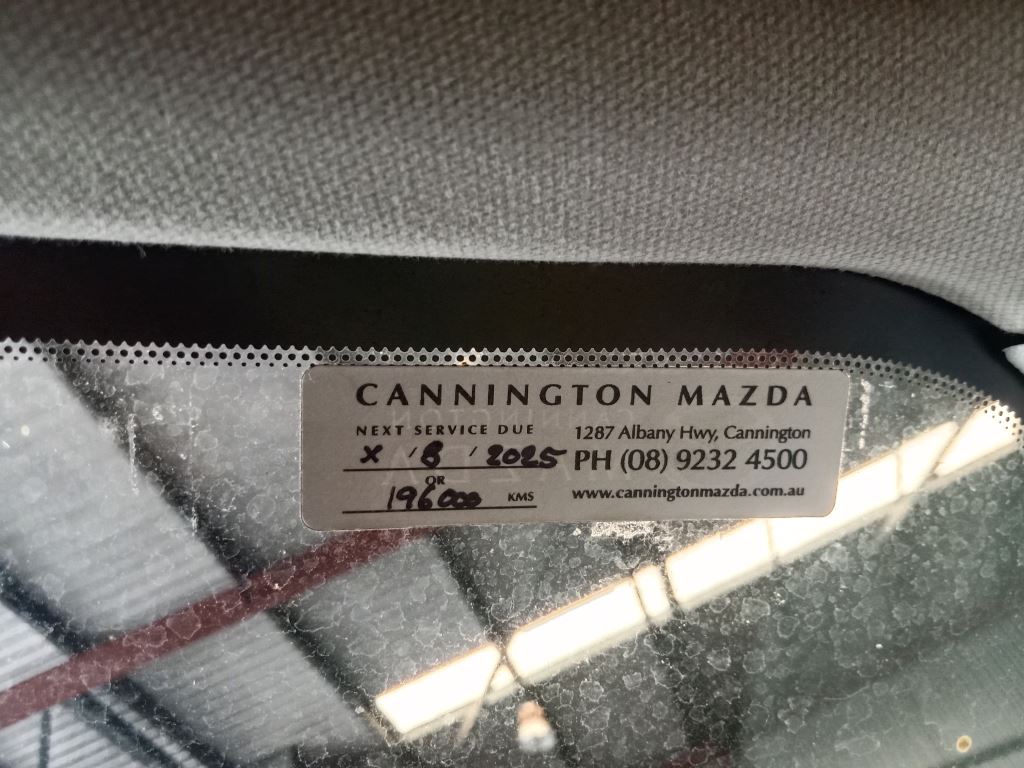 CANNINGTON MAZDA
NEXT SERVICE DUE
X / 8 / 2025
OR
196000 KMS
1287 Albany Hwy, Cannington
PH (08) 9232 4500
www.canningtonmazda.com.au